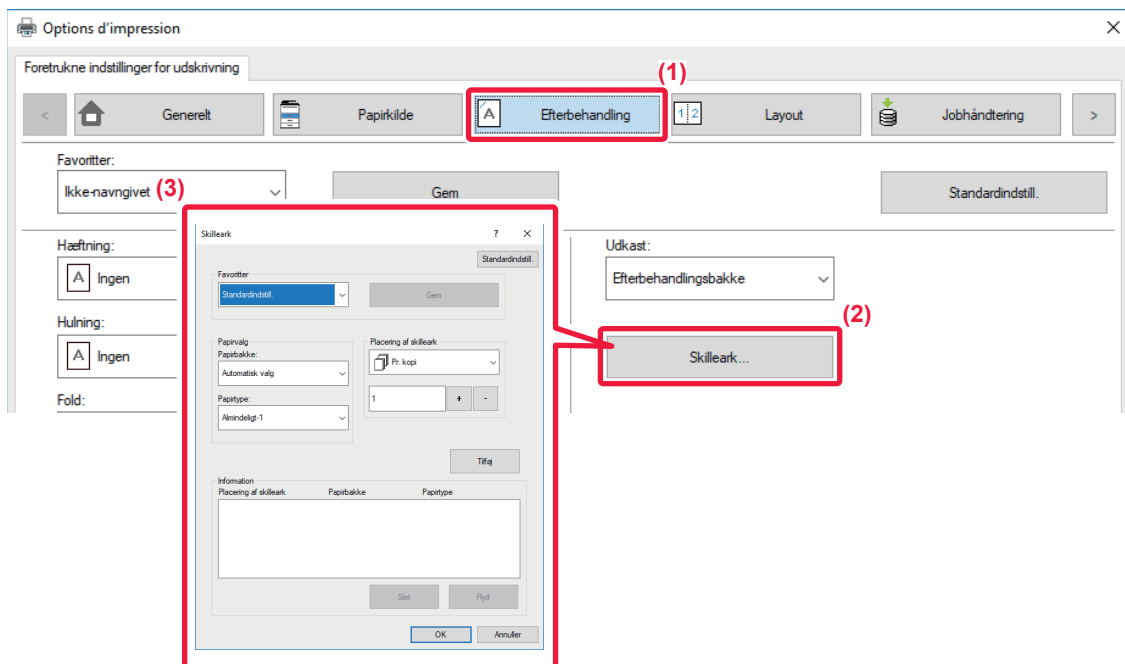 Options d'impression
Foretrukne indstillinger for udskrivning
(1)
< Generelt Papirkilde A Efterbehandling 1 2 Layout Jobhåndtering >
Favoritter:
Ikke-navngivet (3) Gem Standardindstill.
Hæftning:
A Ingen
Hulning:
A Ingen
Fold:
Skilleark ? ×
Standardindstill.
Favoritter
Standardindstill. Gem
Papirvalg
Papirbakke:
Automatisk valg
Papirtype:
Almindeligt-1
Placering af skilleark
Pr. kopi
1 + -
Tilføj
Information
Placering af skilleark Papirbakke Papirtype
Slet Ryd
OK Annuller
Udkast:
Efterbehandlingsbakke
(2)
Skilleark...